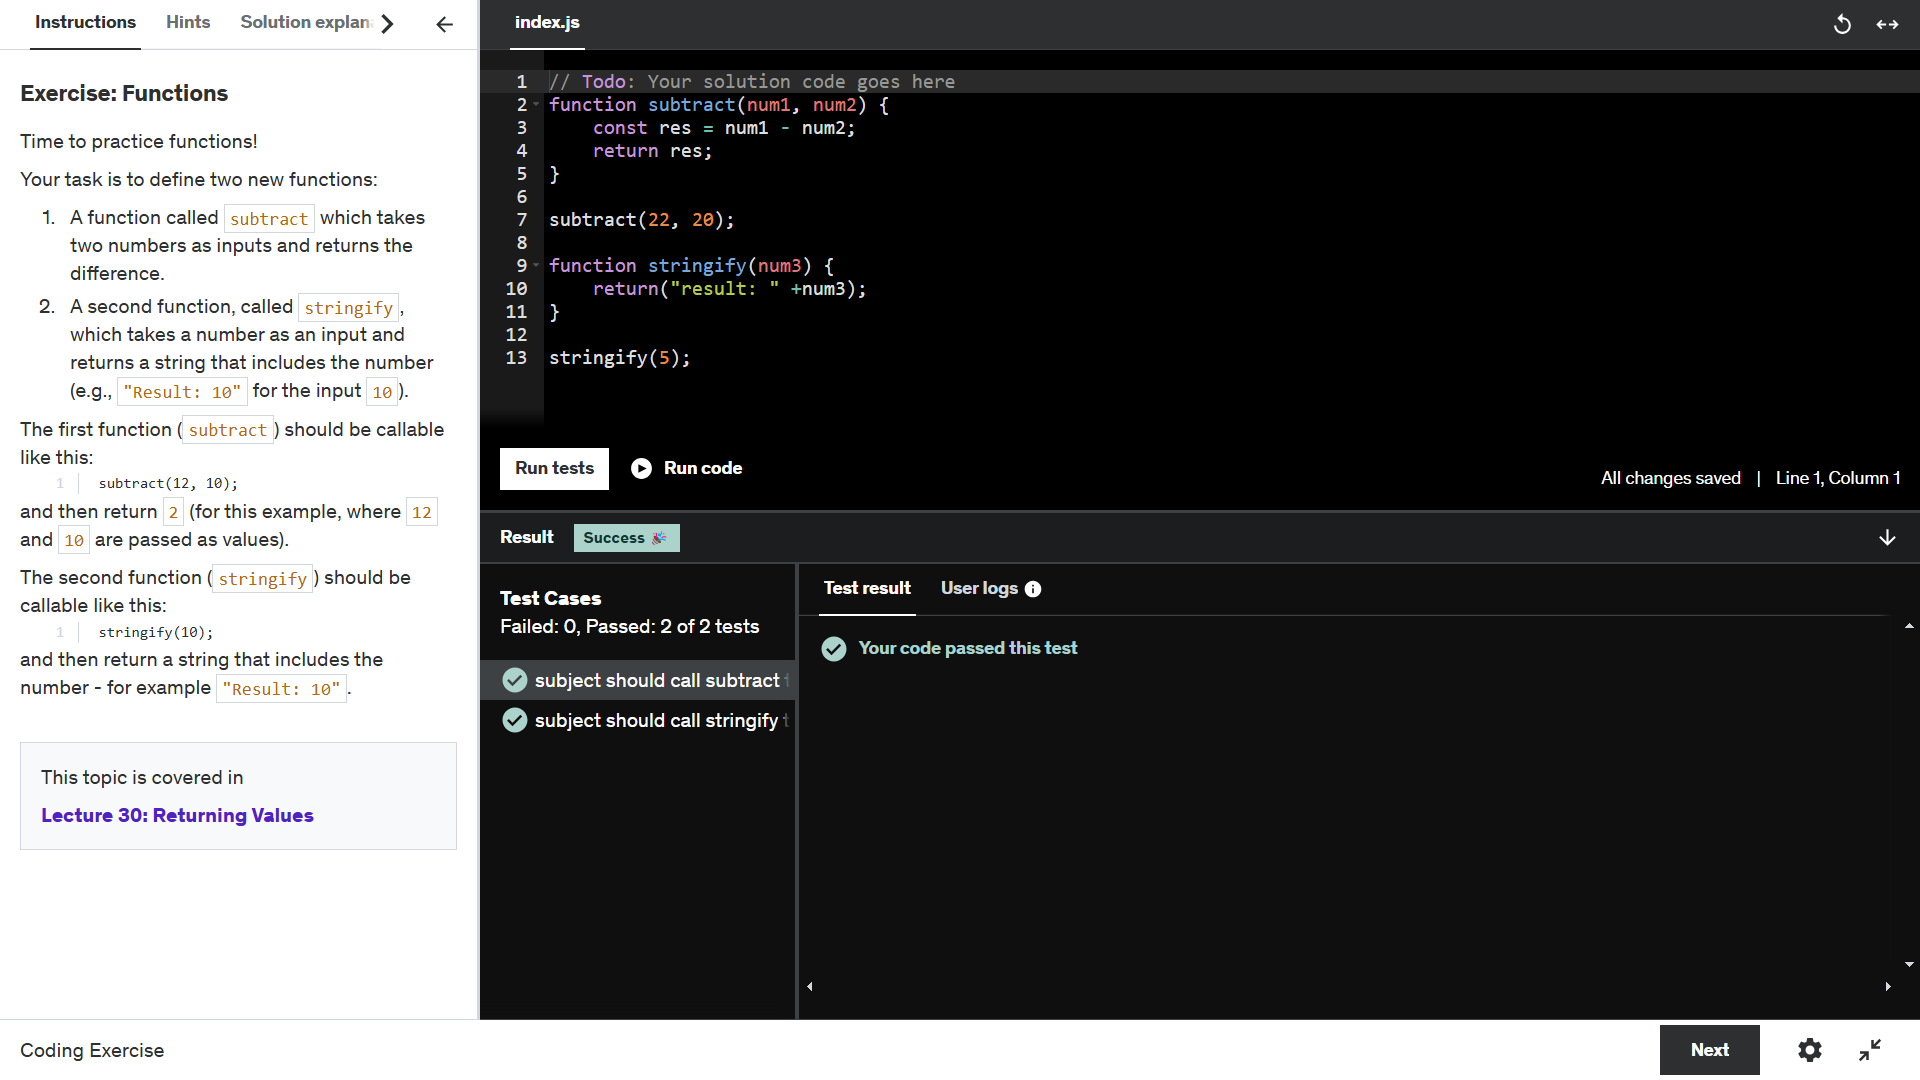 Instructions Hints Solution explan
Exercise: Functions
Time to practice functions!
Your task is to define two new functions:
1. A function called subtract which takes
two numbers as inputs and returns the
difference.
2. A second function, called stringify,
which takes a number as an input and
returns a string that includes the number
(e.g., "Result: 10" for the input 10).
The first function (subtract) should be callable
like this:
1 subtract(12, 10);
and then return 2 (for this example, where 12
and 10 are passed as values).
The second function (stringify) should be
callable like this:
1 stringify(10);
and then return a string that includes the
number - for example "Result: 10".
This topic is covered in
Lecture 30: Returning Values
index.js
1 // Todo: Your solution code goes here
2 function subtract(num1, num2) {
3 const res = num1 - num2;
4 return res;
5 }
6
7 subtract(22, 20);
8
9 function stringify(num3) {
10 return("result: " +num3);
11 }
12
13 stringify(5);
Run tests Run code
All changes saved | Line 1, Column 1
Result Success 🎉
Test Cases
Failed: 0, Passed: 2 of 2 tests
subject should call subtract
subject should call stringify
Test result User logs
Your code passed this test
Coding Exercise
Next